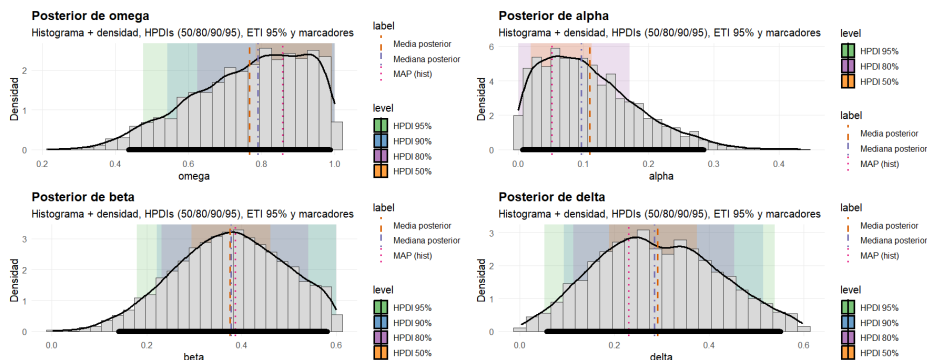 Posterior de omega
Histograma + densidad, HPDIs (50/80/90/95), ETI 95% y marcadores
Densidad
2
1
0
0.2
0.4
0.6
0.8
1.0
omega
label
Media posterior
Mediana posterior
MAP (hist)
level
HPDI 95%
HPDI 90%
HPDI 80%
HPDI 50%
Posterior de alpha
Histograma + densidad, HPDIs (50/80/90/95), ETI 95% y marcadores
Densidad
6
4
2
0
0.0
0.1
0.2
0.3
0.4
alpha
level
HPDI 95%
HPDI 80%
HPDI 50%
label
Media posterior
Mediana posterior
MAP (hist)
Posterior de beta
Histograma + densidad, HPDIs (50/80/90/95), ETI 95% y marcadores
Densidad
3
2
1
0
0.0
0.2
0.4
0.6
beta
label
Media posterior
Mediana posterior
MAP (hist)
level
HPDI 95%
HPDI 90%
HPDI 80%
HPDI 50%
Posterior de delta
Histograma + densidad, HPDIs (50/80/90/95), ETI 95% y marcadores
Densidad
3
2
1
0
0.0
0.2
0.4
0.6
delta
label
Media posterior
Mediana posterior
MAP (hist)
level
HPDI 95%
HPDI 90%
HPDI 80%
HPDI 50%